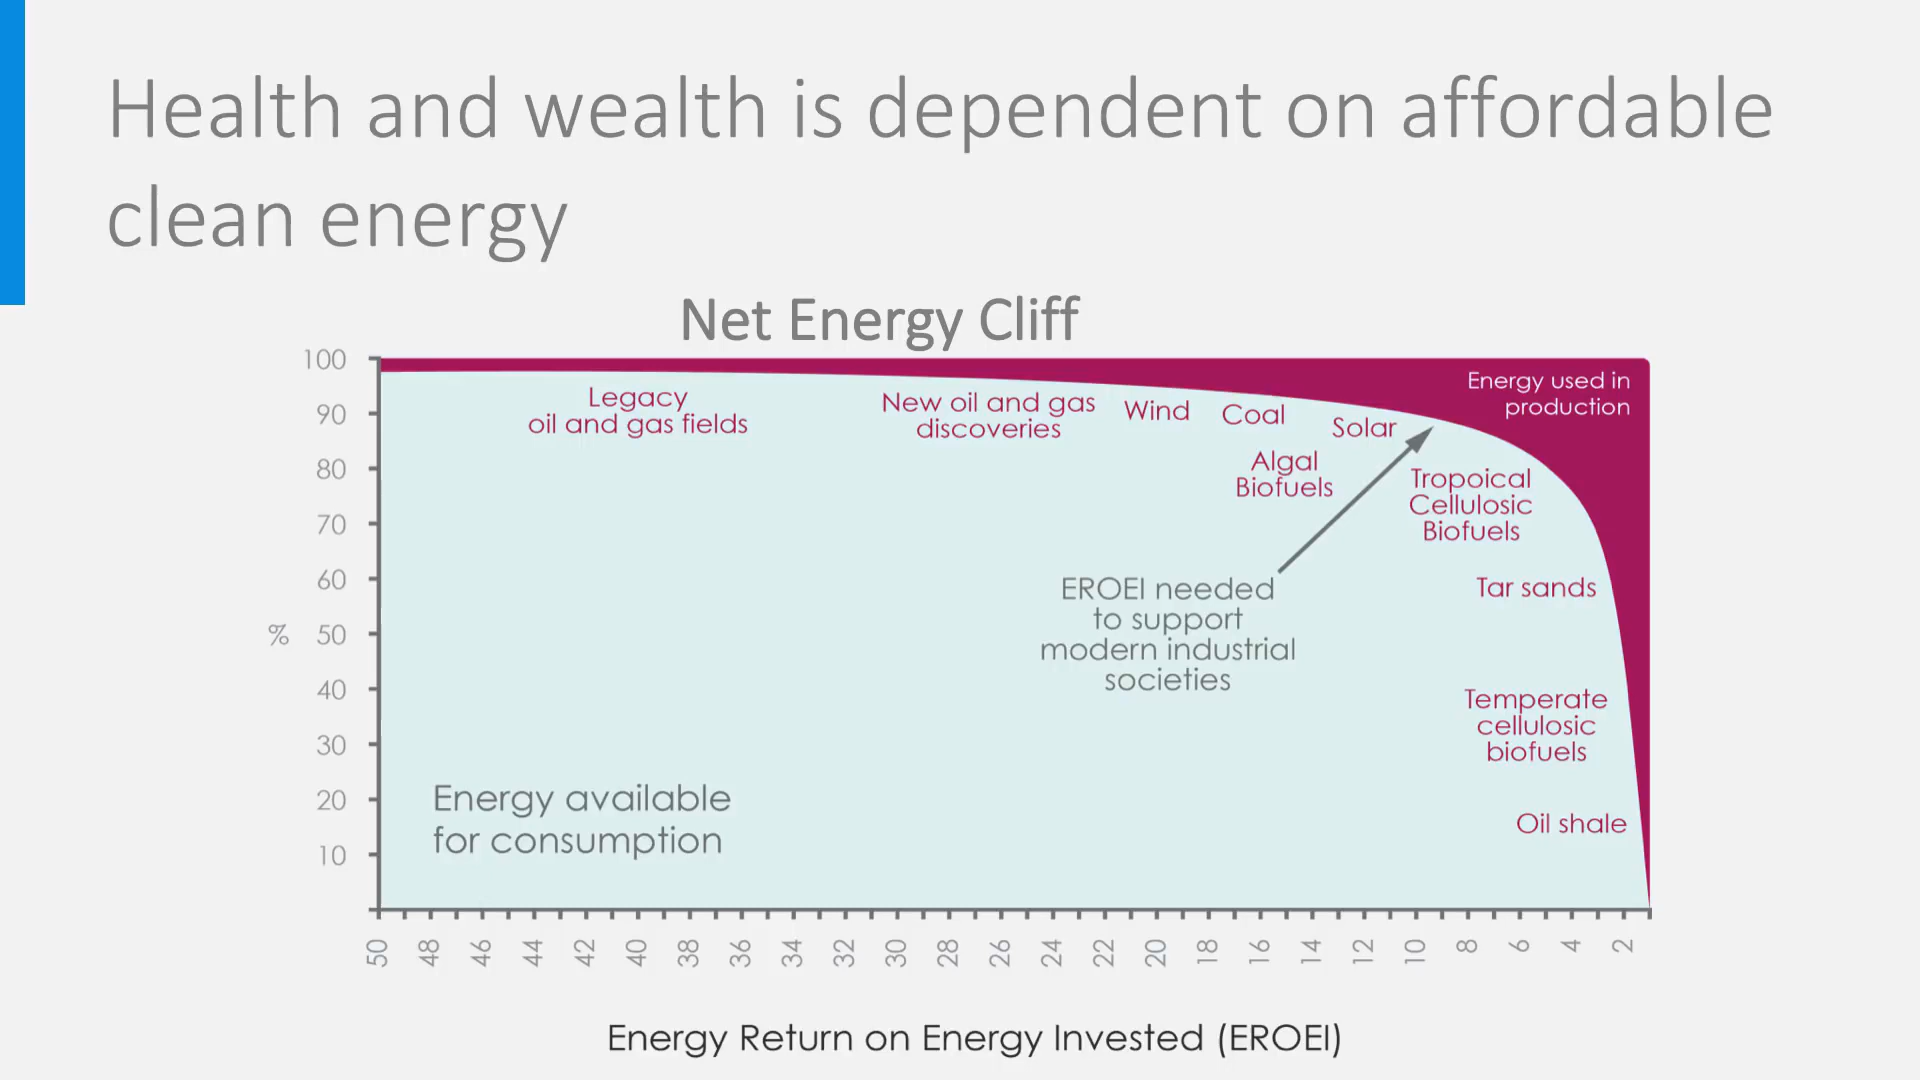 Health and wealth is dependent on affordable
clean energy
Net Energy Cliff
100
90
80
70
60
% 50
40
30
20
10
Legacy
oil and gas fields
New oil and gas
discoveries
Wind
Coal
Solar
Energy used in
production
Algal
Biofuels
Tropoical
Cellulosic
Biofuels
EROEI needed
to support
modern industrial
societies
Tar sands
Temperate
cellulosic
biofuels
Oil shale
Energy available
for consumption
50 48 46 44 42 40 38 36 34 32 30 28 26 24 22 20 18 16 14 12 10 8 6 4 2
Energy Return on Energy Invested (EROEI)